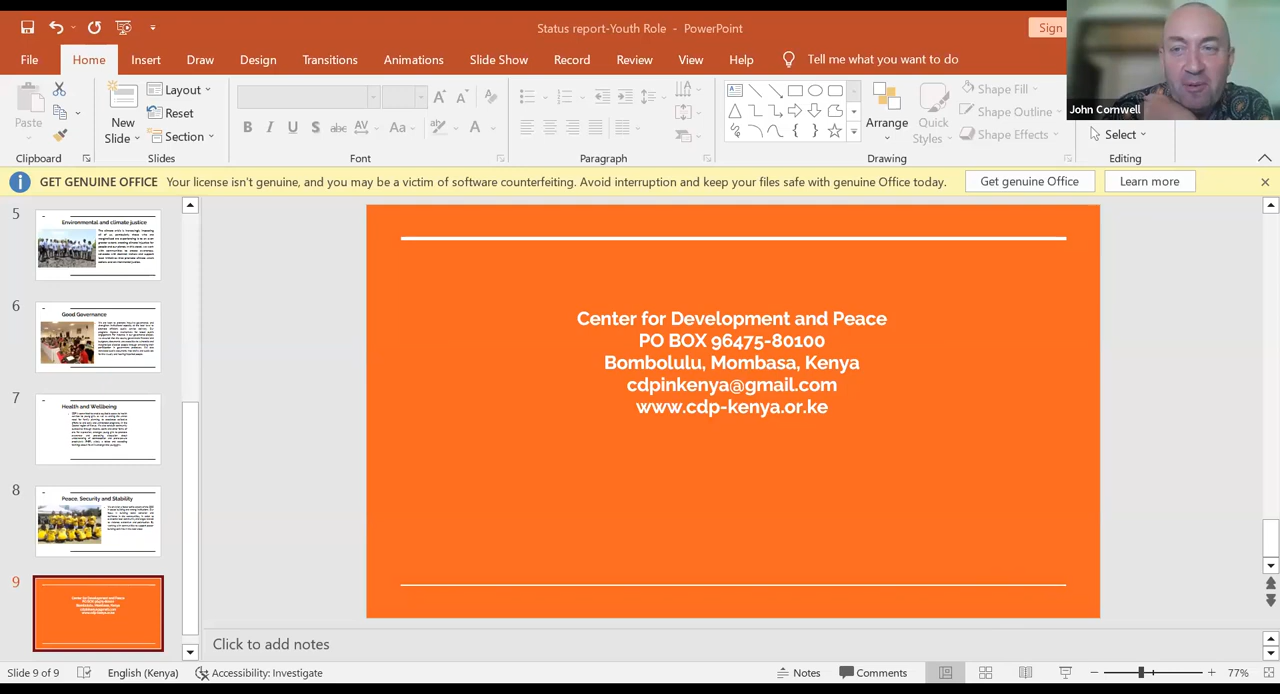 Status report-Youth Role - PowerPoint
Sign
John Cornwell
File Home Insert Draw Design Transitions Animations Slide Show Record Review View Help Tell me what you want to do
Paste
Clipboard
New Slide
Layout
Reset
Section
Slides
B I U S abc AV Aa A
Font
Paragraph
Arrange
Quick Styles
Shape Fill
Shape Outline
Shape Effects
Drawing
Select
Editing
GET GENUINE OFFICE Your license isn't genuine, and you may be a victim of software counterfeiting. Avoid interruption and keep your files safe with genuine Office today. Get genuine Office Learn more
5
Environmental and climate justice
6
Good Governance
7
Health and Wellbeing
8
Peace, Security and Stability
9
Center for Development and Peace
PO BOX 96475-80100
Bombolulu, Mombasa, Kenya
cdpinkenya@gmail.com
www.cdp-kenya.or.ke
Click to add notes
Slide 9 of 9 English (Kenya) Accessibility: Investigate Notes Comments 77%